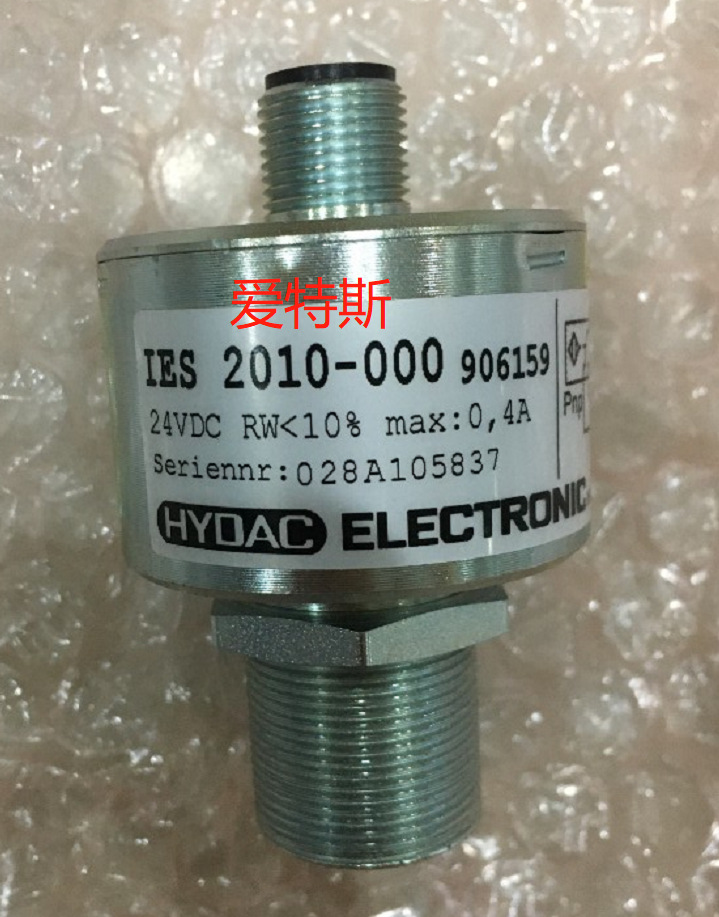 爱特斯
IES 2010-000 906159
24VDC RW<10% max:0,4A
Seriennr:028A105837
Pnp
HYDAC ELECTRONIC